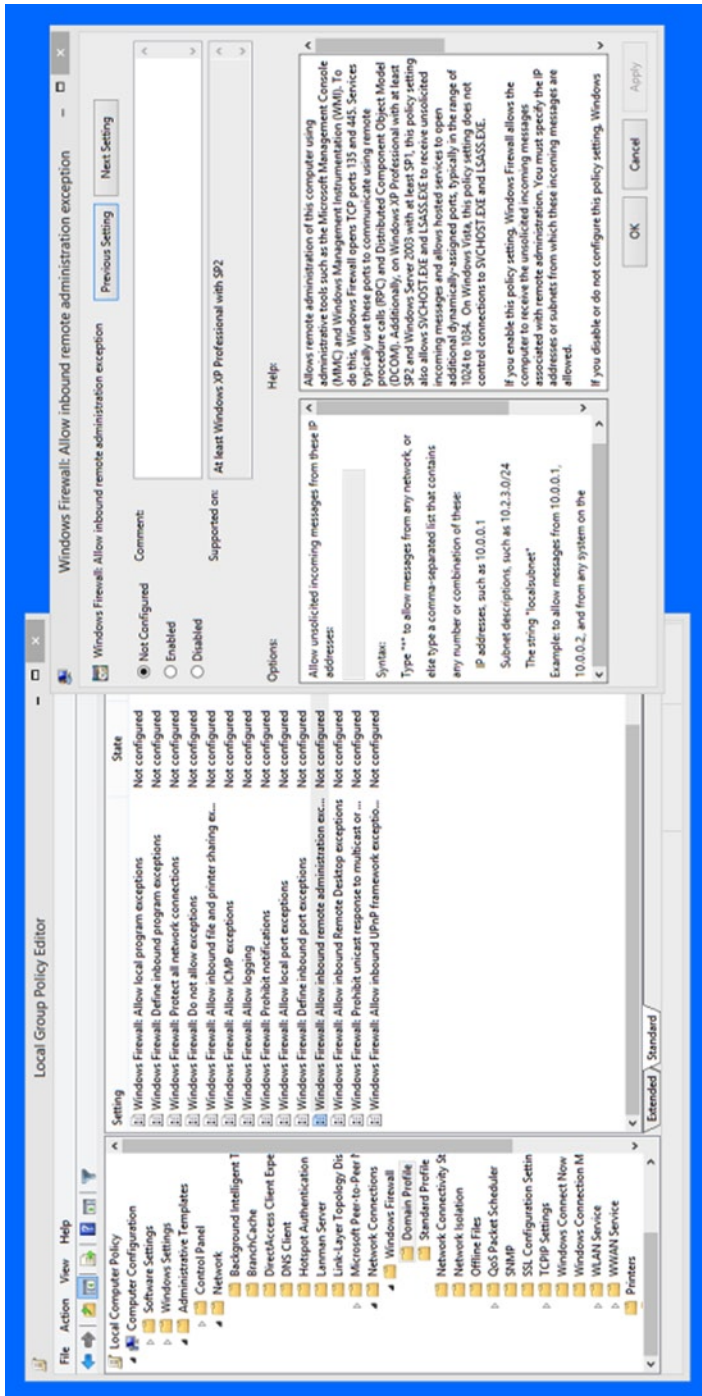 Local Group Policy Editor
File Action View Help
Local Computer Policy
Computer Configuration
Software Settings
Windows Settings
Administrative Templates
Control Panel
Network
Background Intelligent T
BranchCache
DirectAccess Client Expe
DNS Client
Hotspot Authentication
Lanman Server
Link-Layer Topology Dis
Microsoft Peer-to-Peer N
Network Connections
Windows Firewall
Domain Profile
Standard Profile
Network Connectivity St
Network Isolation
Offline Files
QoS Packet Scheduler
SNMP
SSL Configuration Settin
TCPIP Settings
Windows Connect Now
Windows Connection M
WLAN Service
WWAN Service
Printers
Setting State
Windows Firewall: Allow local program exceptions Not configured
Windows Firewall: Define inbound program exceptions Not configured
Windows Firewall: Protect all network connections Not configured
Windows Firewall: Do not allow exceptions Not configured
Windows Firewall: Allow inbound file and printer sharing ex... Not configured
Windows Firewall: Allow ICMP exceptions Not configured
Windows Firewall: Allow logging Not configured
Windows Firewall: Prohibit notifications Not configured
Windows Firewall: Allow local port exceptions Not configured
Windows Firewall: Define inbound port exceptions Not configured
Windows Firewall: Allow inbound remote administration exc... Not configured
Windows Firewall: Allow inbound Remote Desktop exceptions Not configured
Windows Firewall: Prohibit unicast response to multicast or ... Not configured
Windows Firewall: Allow inbound UPnP framework exceptio... Not configured
Extended Standard
Windows Firewall: Allow inbound remote administration exception
Windows Firewall: Allow inbound remote administration exception
Previous Setting Next Setting
Not Configured
Enabled
Disabled
Comment:
Supported on: At least Windows XP Professional with SP2
Options:
Help:
Allow unsolicited incoming messages from these IP
addresses:
Syntax:
Type "*" to allow messages from any network, or
else type a comma-separated list that contains
any number or combination of these:
IP addresses, such as 10.0.0.1
Subnet descriptions, such as 10.2.3.0/24
The string "localsubnet"
Example: to allow messages from 10.0.0.1,
10.0.0.2, and from any system on the
Allows remote administration of this computer using
administrative tools such as the Microsoft Management Console
(MMC) and Windows Management Instrumentation (WMI). To
do this, Windows Firewall opens TCP ports 135 and 445. Services
typically use these ports to communicate using remote
procedure calls (RPC) and Distributed Component Object Model
(DCOM). Additionally, on Windows XP Professional with at least
SP2 and Windows Server 2003 with at least SP1, this policy setting
also allows SVCHOST.EXE and LSASS.EXE to receive unsolicited
incoming messages and allows hosted services to open
additional dynamically-assigned ports, typically in the range of
1024 to 1034. On Windows Vista, this policy setting does not
control connections to SVCHOST.EXE and LSASS.EXE.
If you enable this policy setting, Windows Firewall allows the
computer to receive the unsolicited incoming messages
associated with remote administration. You must specify the IP
addresses or subnets from which these incoming messages are
allowed.
If you disable or do not configure this policy setting, Windows
OK Cancel Apply